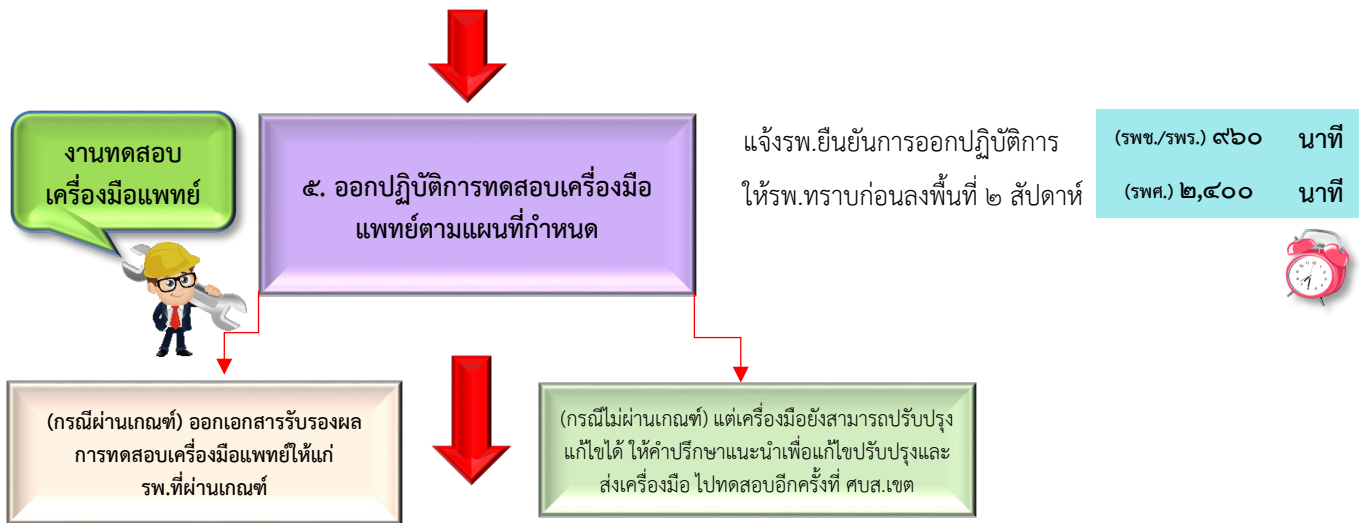 งานทดสอบ
เครื่องมือแพทย์
๕. ออกปฏิบัติการทดสอบเครื่องมือ
แพทย์ตามแผนที่กำหนด
แจ้งรพ.ยืนยันการออกปฏิบัติการ
ให้รพ.ทราบก่อนลงพื้นที่ ๒ สัปดาห์
(รพช./รพร.) ๙๖๐ นาที
(รพศ.) ๒,๔๐๐ นาที
(กรณีผ่านเกณฑ์) ออกเอกสารรับรองผล
การทดสอบเครื่องมือแพทย์ให้แก่
รพ.ที่ผ่านเกณฑ์
(กรณีไม่ผ่านเกณฑ์) แต่เครื่องมือยังสามารถปรับปรุง
แก้ไขได้ ให้คำปรึกษาแนะนำเพื่อแก้ไขปรับปรุงและ
ส่งเครื่องมือ ไปทดสอบอีกครั้งที่ ศบส.เขต